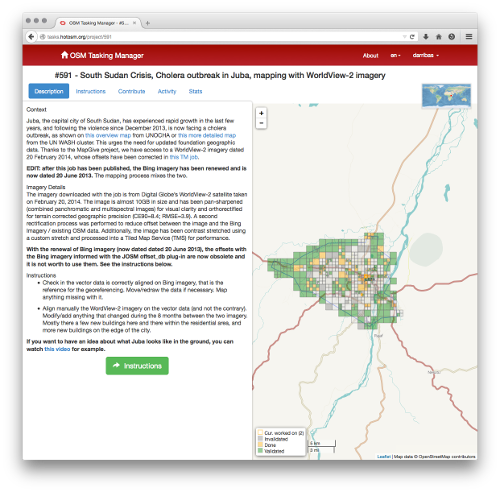 OSM Tasking Manager - #5...
tasks.hotosm.org/project/591
OSM Tasking Manager
About
en
darribas
#591 - South Sudan Crisis, Cholera outbreak in Juba, mapping with WorldView-2 imagery
Description
Instructions
Contribute
Activity
Stats
Context
Juba, the capital city of South Sudan, has experienced rapid growth in the last few
years, and following the violence since December 2013, is now facing a cholera
outbreak, as shown on this overview map from UNOCHA or this more detailed map
from the UN WASH cluster. This urges the need for updated foundation geographic
data. Thanks to the MapGive project, we have access to a WorldView-2 imagery dated
20 February 2014, whose offsets have been corrected in this TM job.
EDIT: after this job has been published, the Bing imagery has been renewed and is
now dated 20 June 2013. The mapping process mixes the two.
Imagery Details
The imagery downloaded with the job is from Digital Globe's WorldView-2 satellite taken
on February 20, 2014. The image is almost 10GB in size and has been pan-sharpened
(combined panchromatic and multispectral images) for visual clarity and orthorectified
for terrain corrected geographic precision (CE90=8.4; RMSE=3.9). A second
rectification process was performed to reduce offset between the image and the Bing
imagery / existing OSM data. Additionally, the image has been contrast stretched using
a custom stretch and processed into a Tiled Map Service (TMS) for performance.
With the renewal of Bing imagery (now dated dated 20 June 2013), the offsets with
the Bing imagery informed with the JOSM offset_db plug-in are now obsolete and
it is not worth to use them. See the instructions below.
Instructions
Check in the vector data is correctly aligned on Bing imagery, that is the
reference for the georeferencing. Move/redraw the data if necessary. Map
anything missing with it.
Align manually the WorldView-2 imagery on the vector data (and not the contrary).
Modify/add anything that changed during the 8 months between the two imagery.
Mostly there a few new buildings here and there within the residential area, and
more new buildings on the edge of the city.
If you want to have an idea about what Juba looks like in the ground, you can
watch this video for example.
Instructions
+
-
Cur. worked on (2)
Invalidated
Done
Validated
5 km
3 mi
Leaflet | Map data © OpenStreetMap contributors